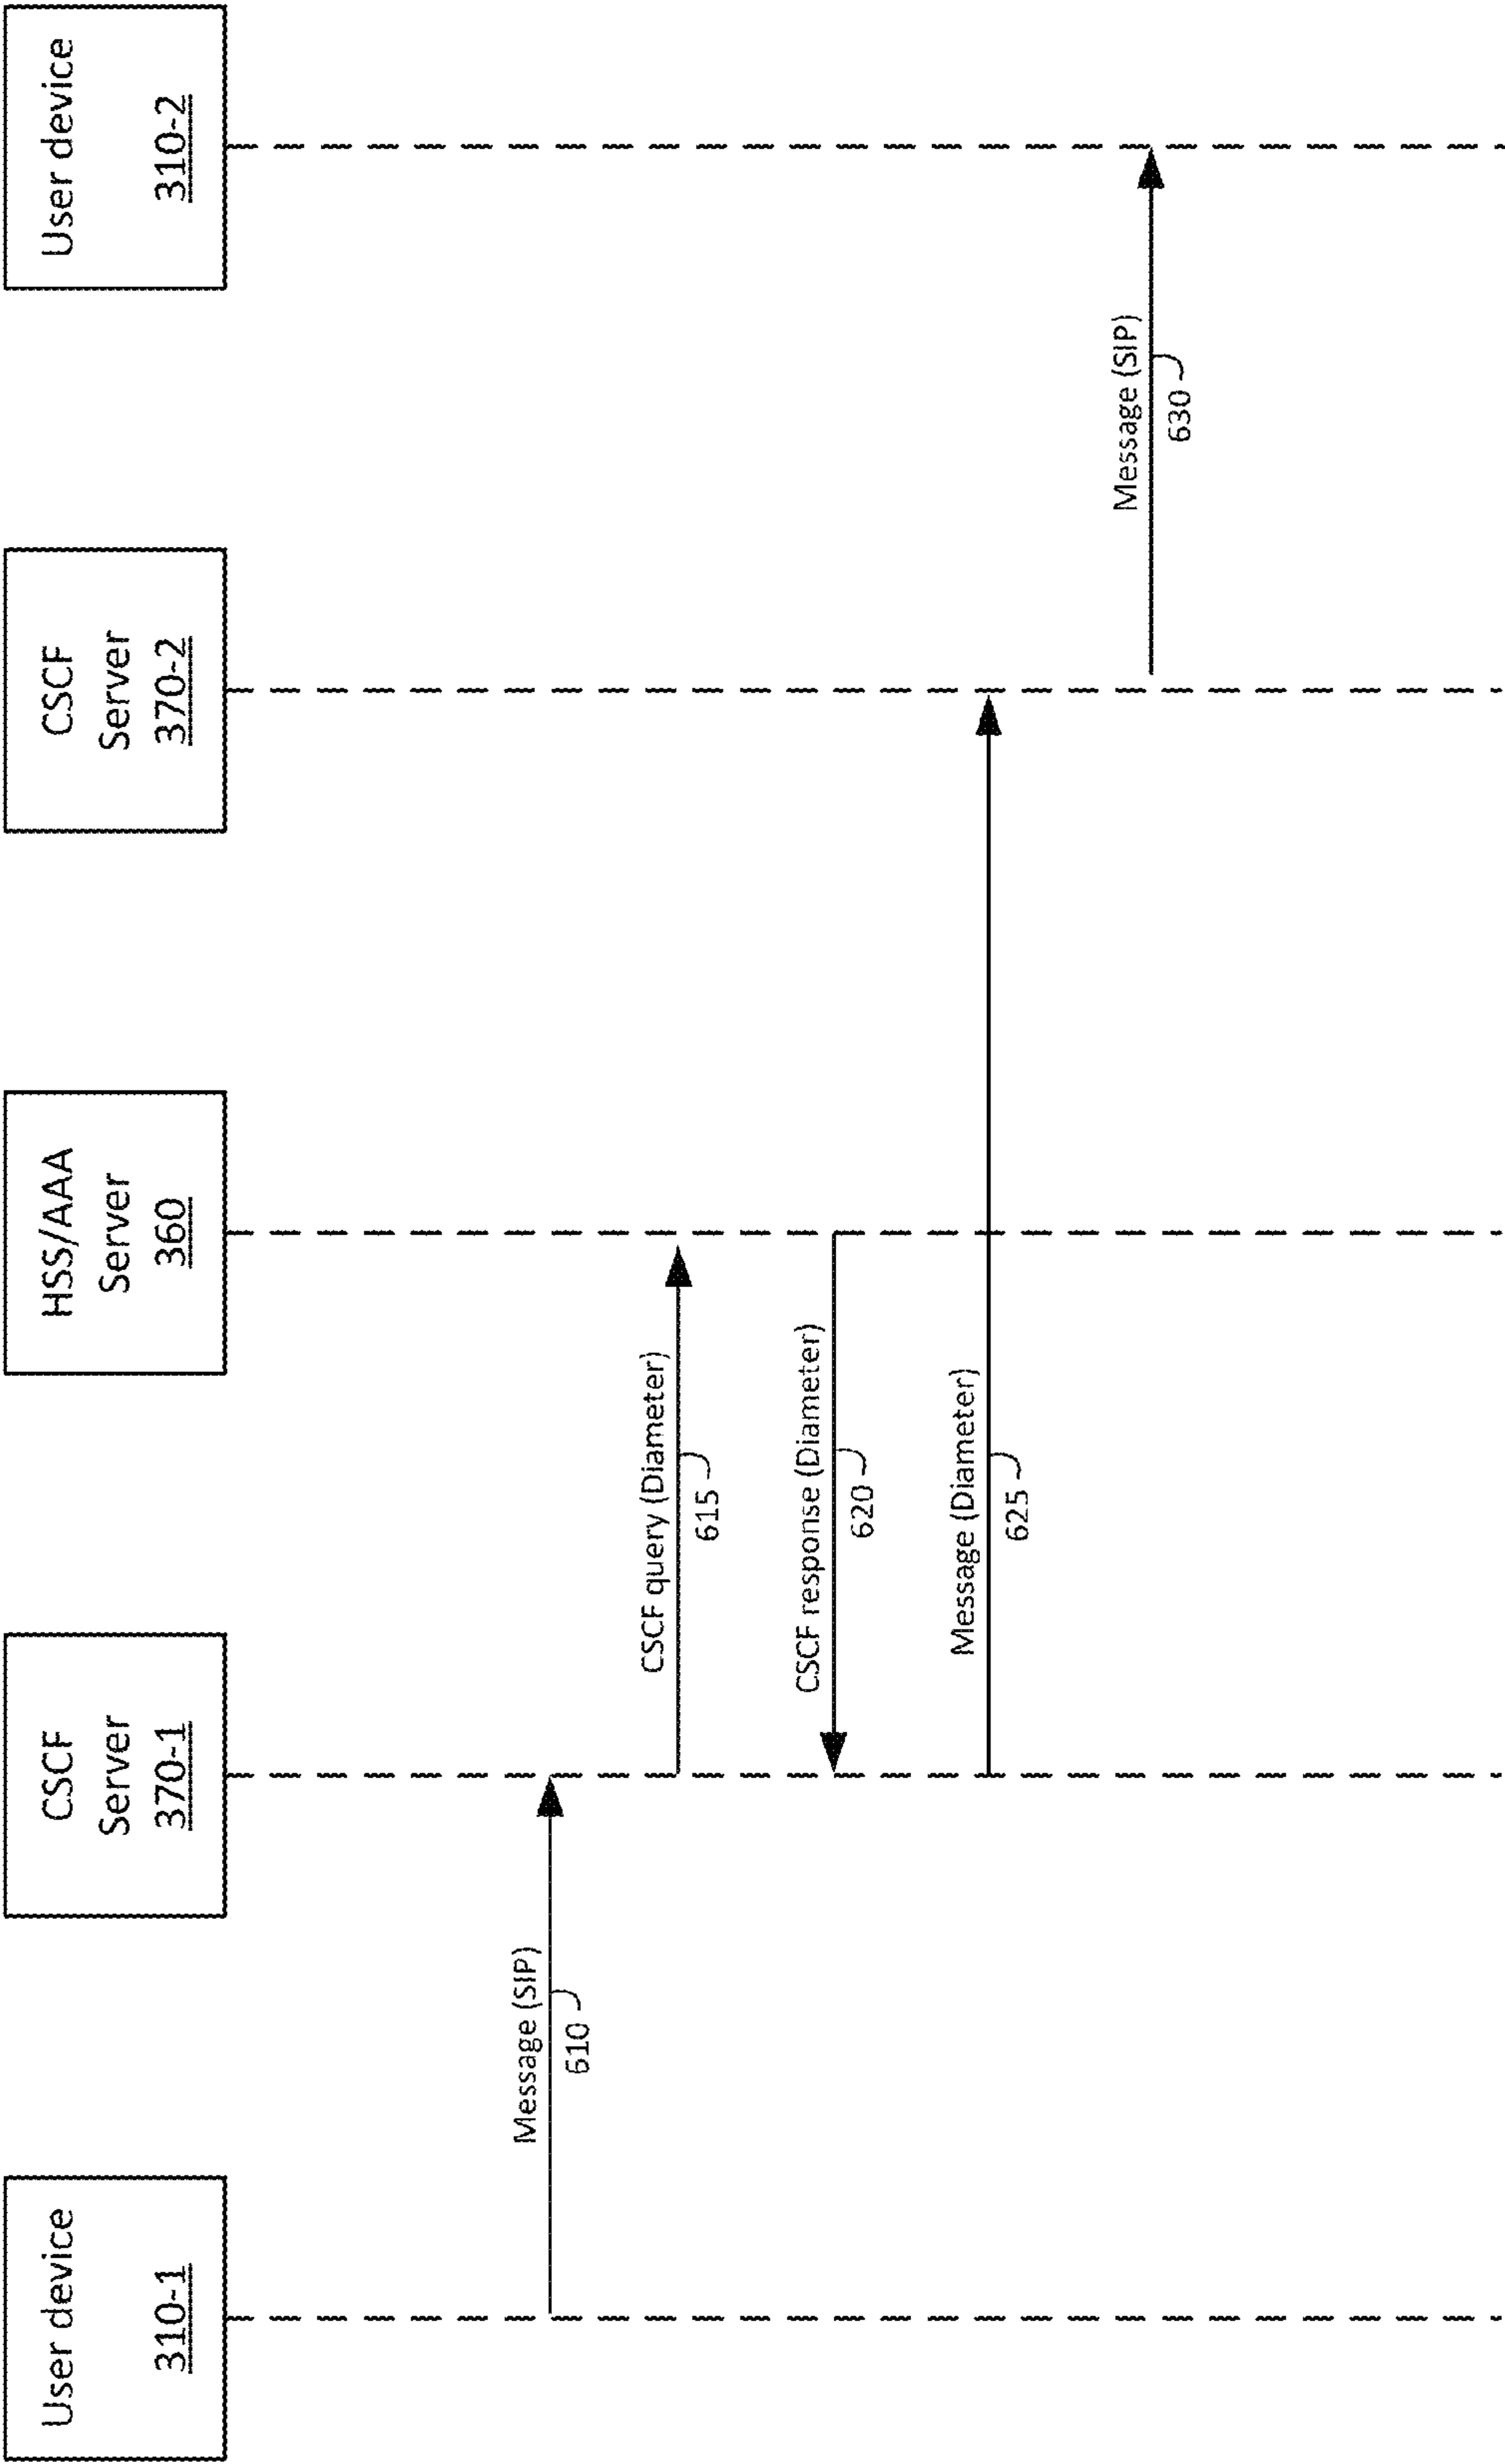 User device
310-1
CSCF
Server
370-1
HSS/AAA
Server
360
CSCF
Server
370-2
User device
310-2
Message (SIP)
610
CSCF query (Diameter)
615
CSCF response (Diameter)
620
Message (Diameter)
625
Message (SIP)
630